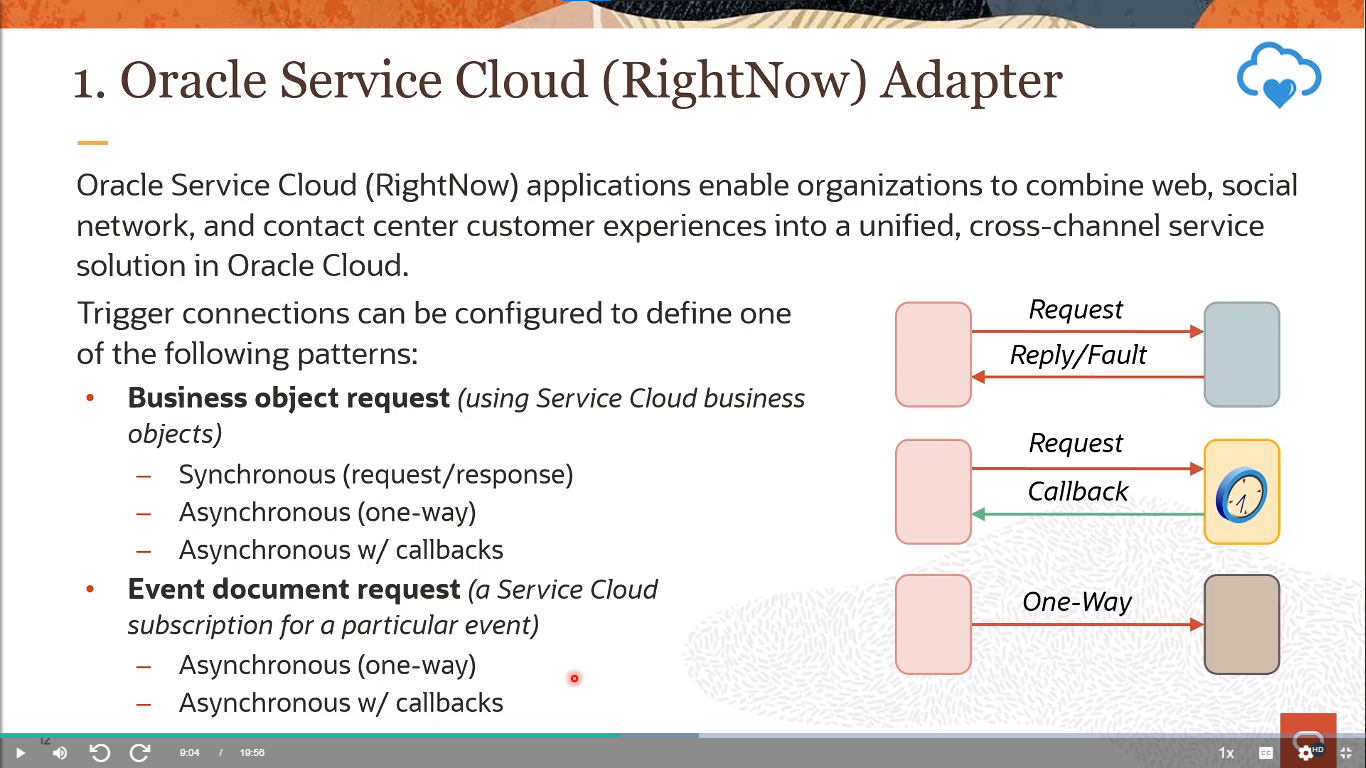 1. Oracle Service Cloud (RightNow) Adapter
Oracle Service Cloud (RightNow) applications enable organizations to combine web, social
network, and contact center customer experiences into a unified, cross-channel service
solution in Oracle Cloud.
Trigger connections can be configured to define one
of the following patterns:
• Business object request (using Service Cloud business
objects)
– Synchronous (request/response)
– Asynchronous (one-way)
– Asynchronous w/ callbacks
• Event document request (a Service Cloud
subscription for a particular event)
– Asynchronous (one-way)
– Asynchronous w/ callbacks
Request
Reply/Fault
Request
Callback
One-Way
12
9:04 / 19:56
1x
CC
HD